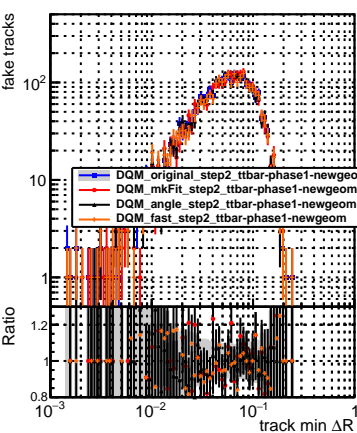 fake tracks
10²
10
1
DQM_original_step2_ttbar-phase1-newgeo
DQM_mkFit_step2_ttbar-phase1-newgeom
DQM_angle_step2_ttbar-phase1-newgeom
DQM_fast_step2_ttbar-phase1-newgeom
Ratio
1.2
1
0.8
10⁻³ 10⁻² 10⁻¹ 1
track min ΔR